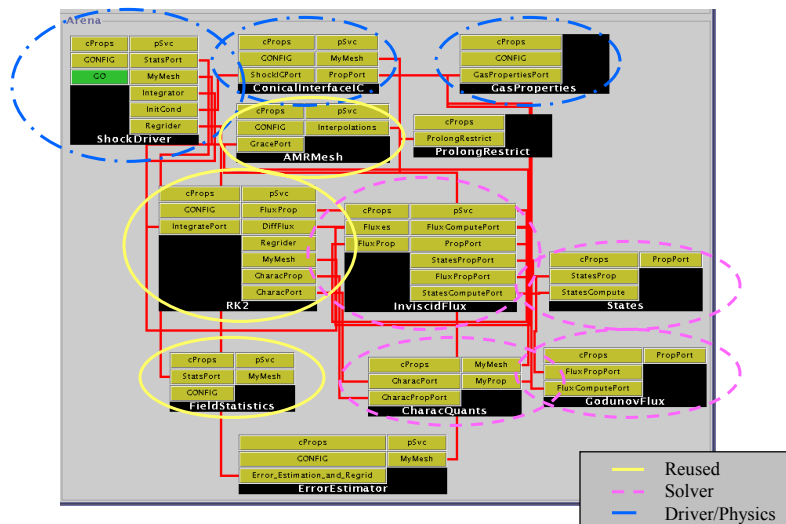 Arena
cProps pSvc
CONFIG StatsPort
GO MyMesh
Integrator
InitCond
Regrider
ShockDriver
cProps pSvc
CONFIG MyMesh
ShockICPort PropPort
ConicalInterfaceIC
cProps
CONFIG
GasPropertiesPort
GasProperties
cProps pSvc
CONFIG Interpolations
GracePort
AMRMesh
cProps
ProlongRestrict
ProlongRestrict
cProps pSvc
CONFIG FluxProp
IntegratePort DiffFlux
Regrider
MyMesh
CharacProp
CharacPort
RK2
cProps pSvc
Fluxes FluxComputePort
FluxProp PropPort
StatesPropPort
FluxPropPort
StatesComputePort
InviscidFlux
cProps PropPort
StatesProp
StatesCompute
States
cProps pSvc
StatsPort MyMesh
CONFIG
FieldStatistics
cProps MyMesh
CharacPort MyProp
CharacPropPort
CharacQuants
cProps PropPort
FluxPropPort
FluxComputePort
GodunovFlux
cProps pSvc
CONFIG MyMesh
Error_Estimation_and_Regrid
ErrorEstimator
Reused
Solver
Driver/Physics